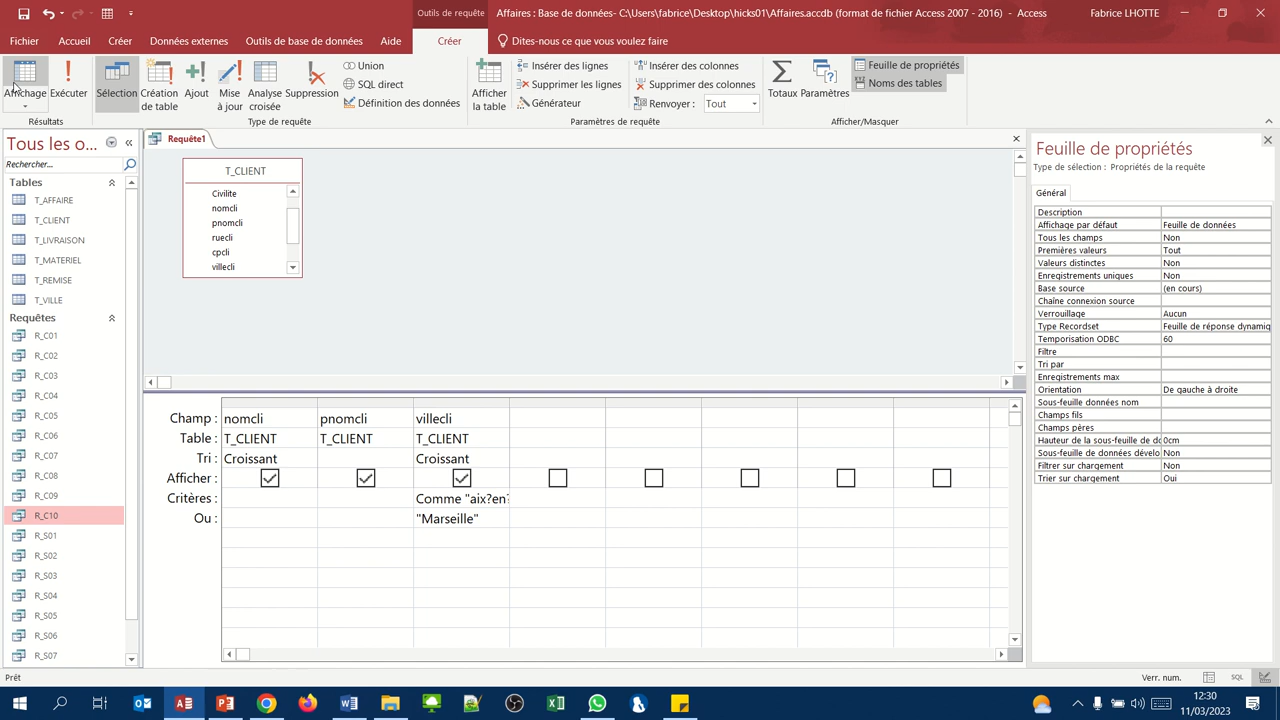 Outils de requête
Affaires : Base de données- C:\Users\fabrice\Desktop\hicks01\Affaires.accdb (format de fichier Access 2007 - 2016) - Access
Fabrice LHOTTE
Fichier
Accueil
Créer
Données externes
Outils de base de données
Aide
Créer
Dites-nous ce que vous voulez faire
Affichage
Exécuter
Résultats
Sélection
Création de table
Ajout
Mise à jour
Analyse croisée
Suppression
Union
SQL direct
Définition des données
Type de requête
Afficher la table
Insérer des lignes
Supprimer les lignes
Générateur
Insérer des colonnes
Supprimer des colonnes
Renvoyer : Tout
Paramètres de requête
Totaux
Paramètres
Feuille de propriétés
Noms des tables
Afficher/Masquer
Tous les o...
Rechercher...
Tables
T_AFFAIRE
T_CLIENT
T_LIVRAISON
T_MATERIEL
T_REMISE
T_VILLE
Requêtes
R_C01
R_C02
R_C03
R_C04
R_C05
R_C06
R_C07
R_C08
R_C09
R_C10
R_S01
R_S02
R_S03
R_S04
R_S05
R_S06
R_S07
Requête1
T_CLIENT
Civilite
nomcli
pnomcli
ruecli
cpcli
villecli
Champ : nomcli pnomcli villecli
Table : T_CLIENT T_CLIENT T_CLIENT
Tri : Croissant Croissant
Afficher :
Critères : Comme "aix?en?
Ou : "Marseille"
Feuille de propriétés
Type de sélection : Propriétés de la requête
Général
Description
Affichage par défaut Feuille de données
Tous les champs Non
Premières valeurs Tout
Valeurs distinctes Non
Enregistrements uniques Non
Base source (en cours)
Chaîne connexion source
Verrouillage Aucun
Type Recordset Feuille de réponse dynamiq
Temporisation ODBC 60
Filtre
Tri par
Enregistrements max
Orientation De gauche à droite
Sous-feuille données nom
Champs fils
Champs pères
Hauteur de la sous-feuille de do 0cm
Sous-feuille de données dévelo Non
Filtrer sur chargement Non
Trier sur chargement Oui
Prêt
Verr. num.
SQL
12:30
11/03/2023